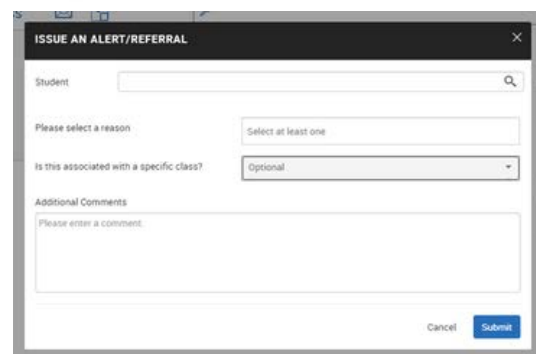 ISSUE AN ALERT/REFERRAL
Student
Please select a reason
Select at least one
Is this associated with a specific class?
Optional
Additional Comments
Please enter a comment.
Cancel
Submit